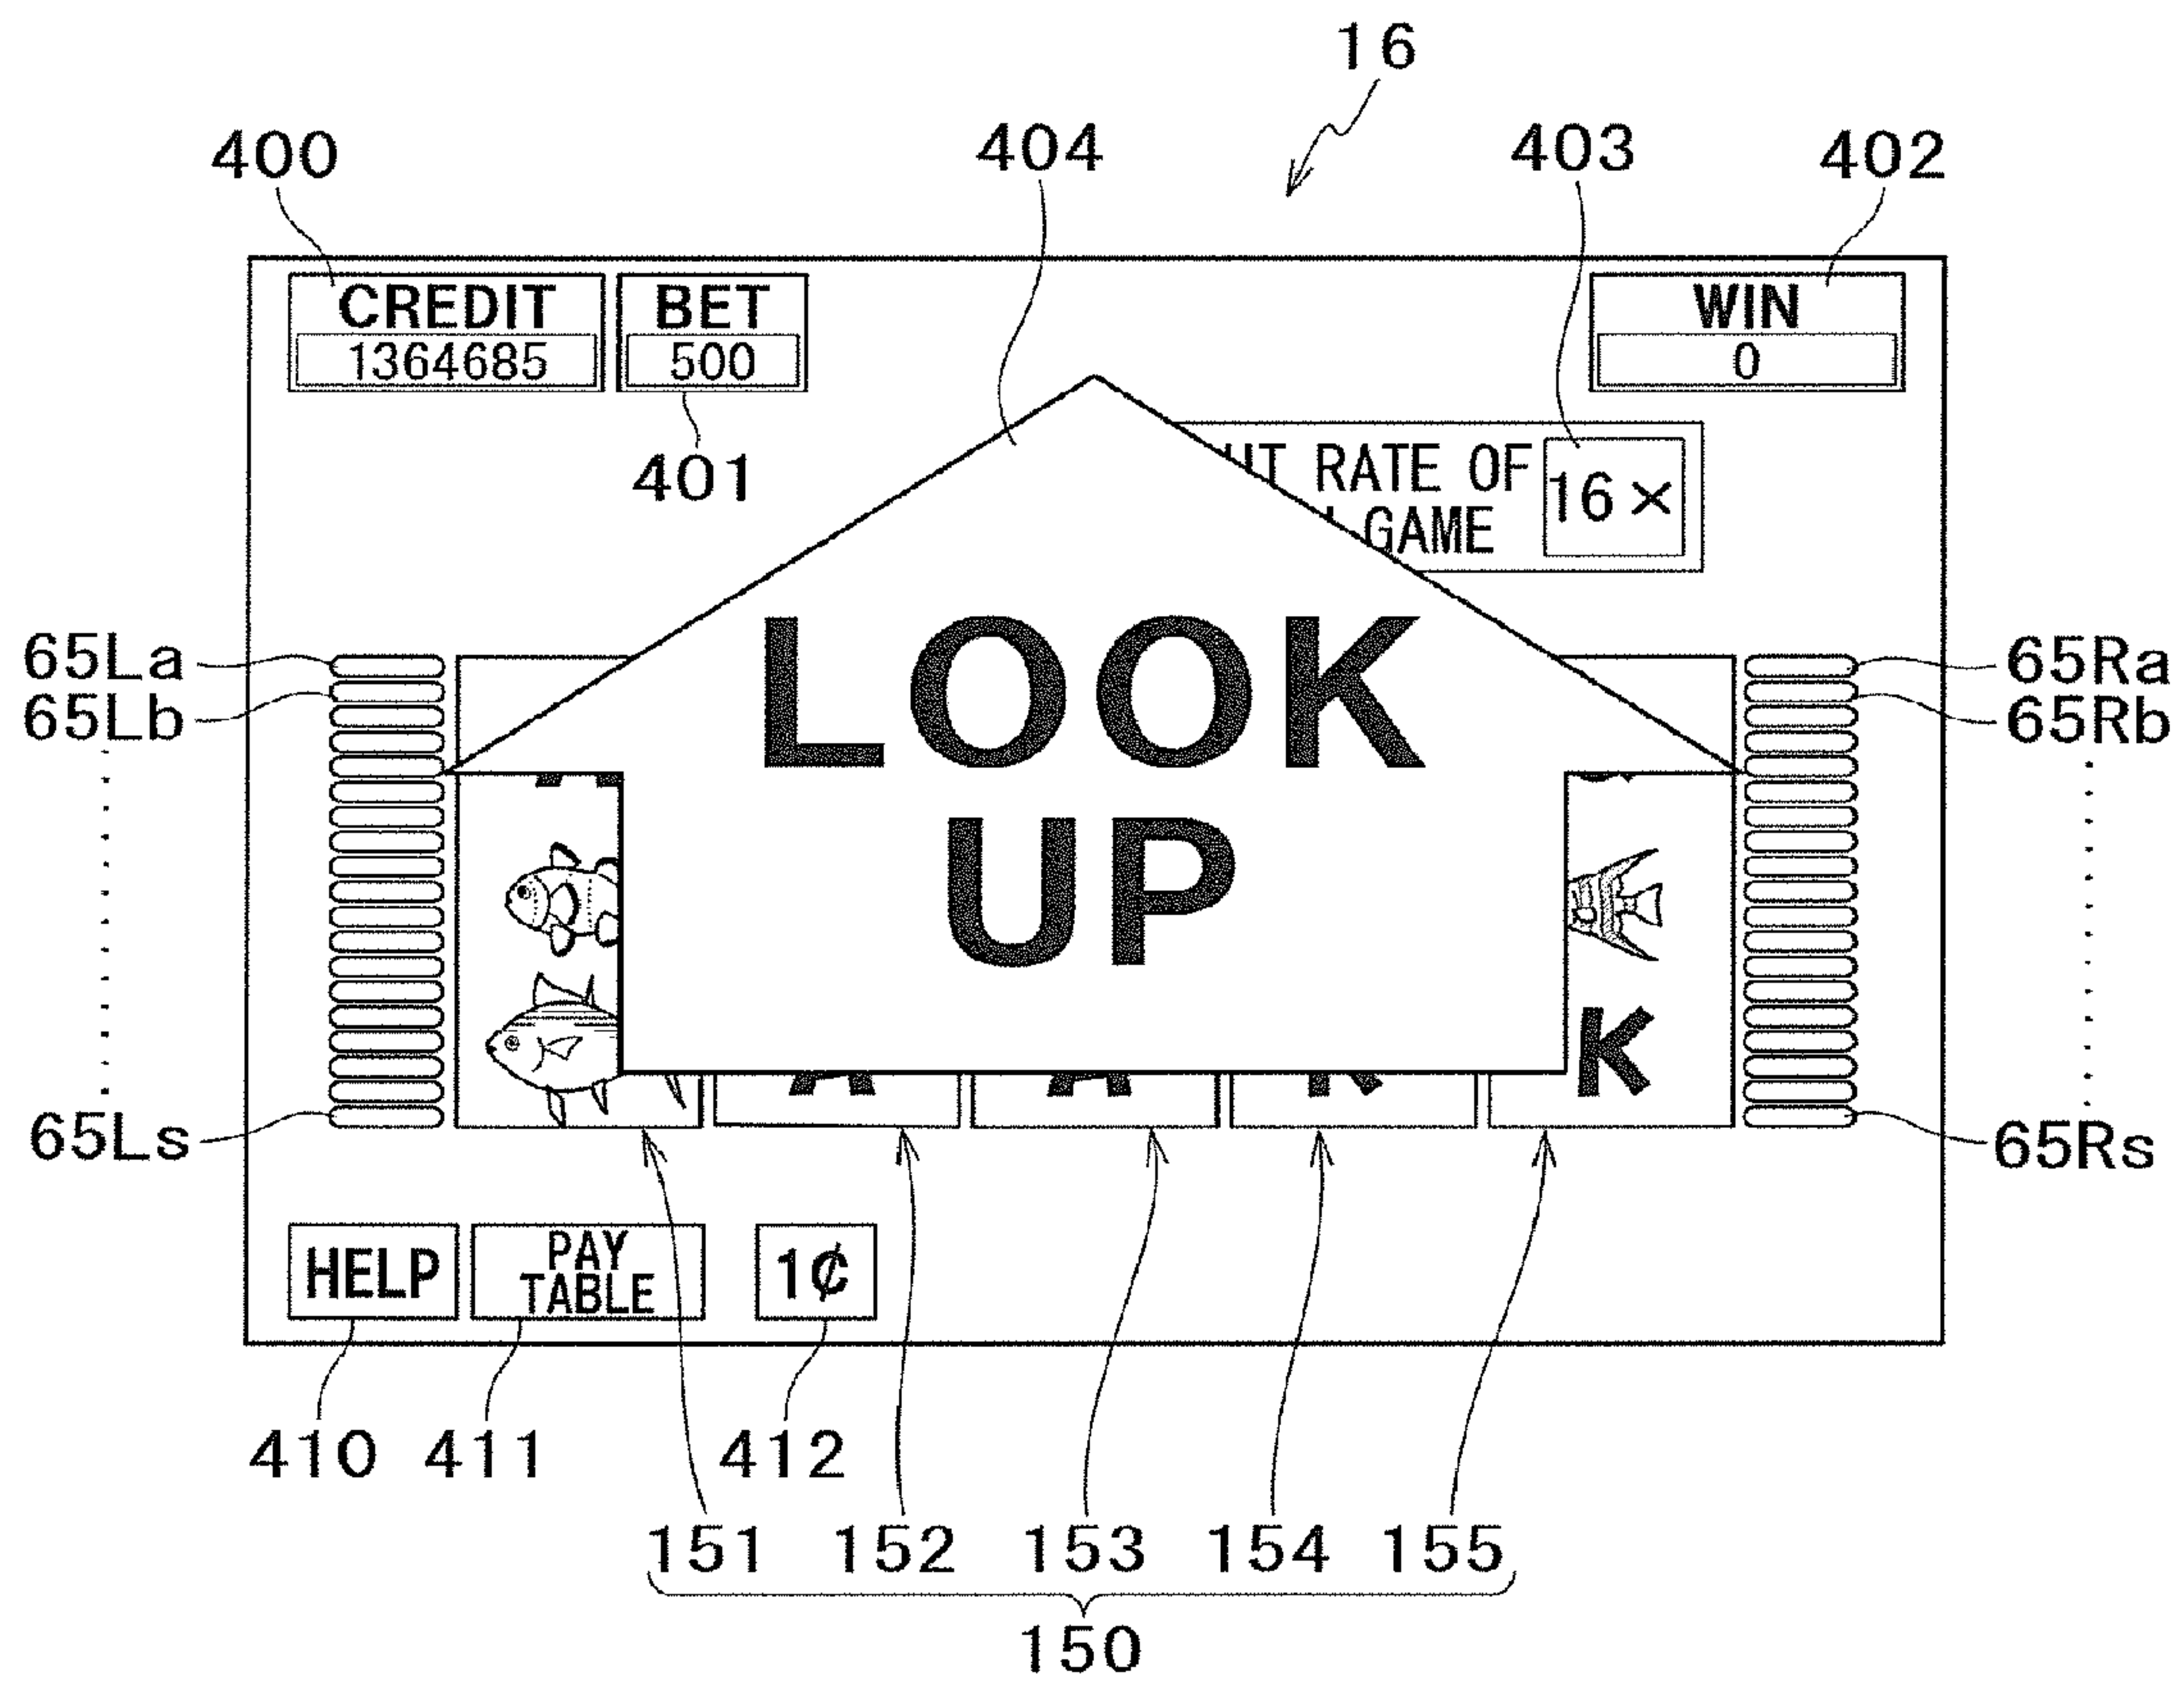 16
400
404
403
402
CREDIT
1364685
BET
500
WIN
0
401
RATE OF
GAME
16×
LOOK
UP
65La
65Lb
65Ls
65Ra
65Rb
65Rs
K
HELP
PAY
TABLE
1¢
410
411
412
151
152
153
154
155
150